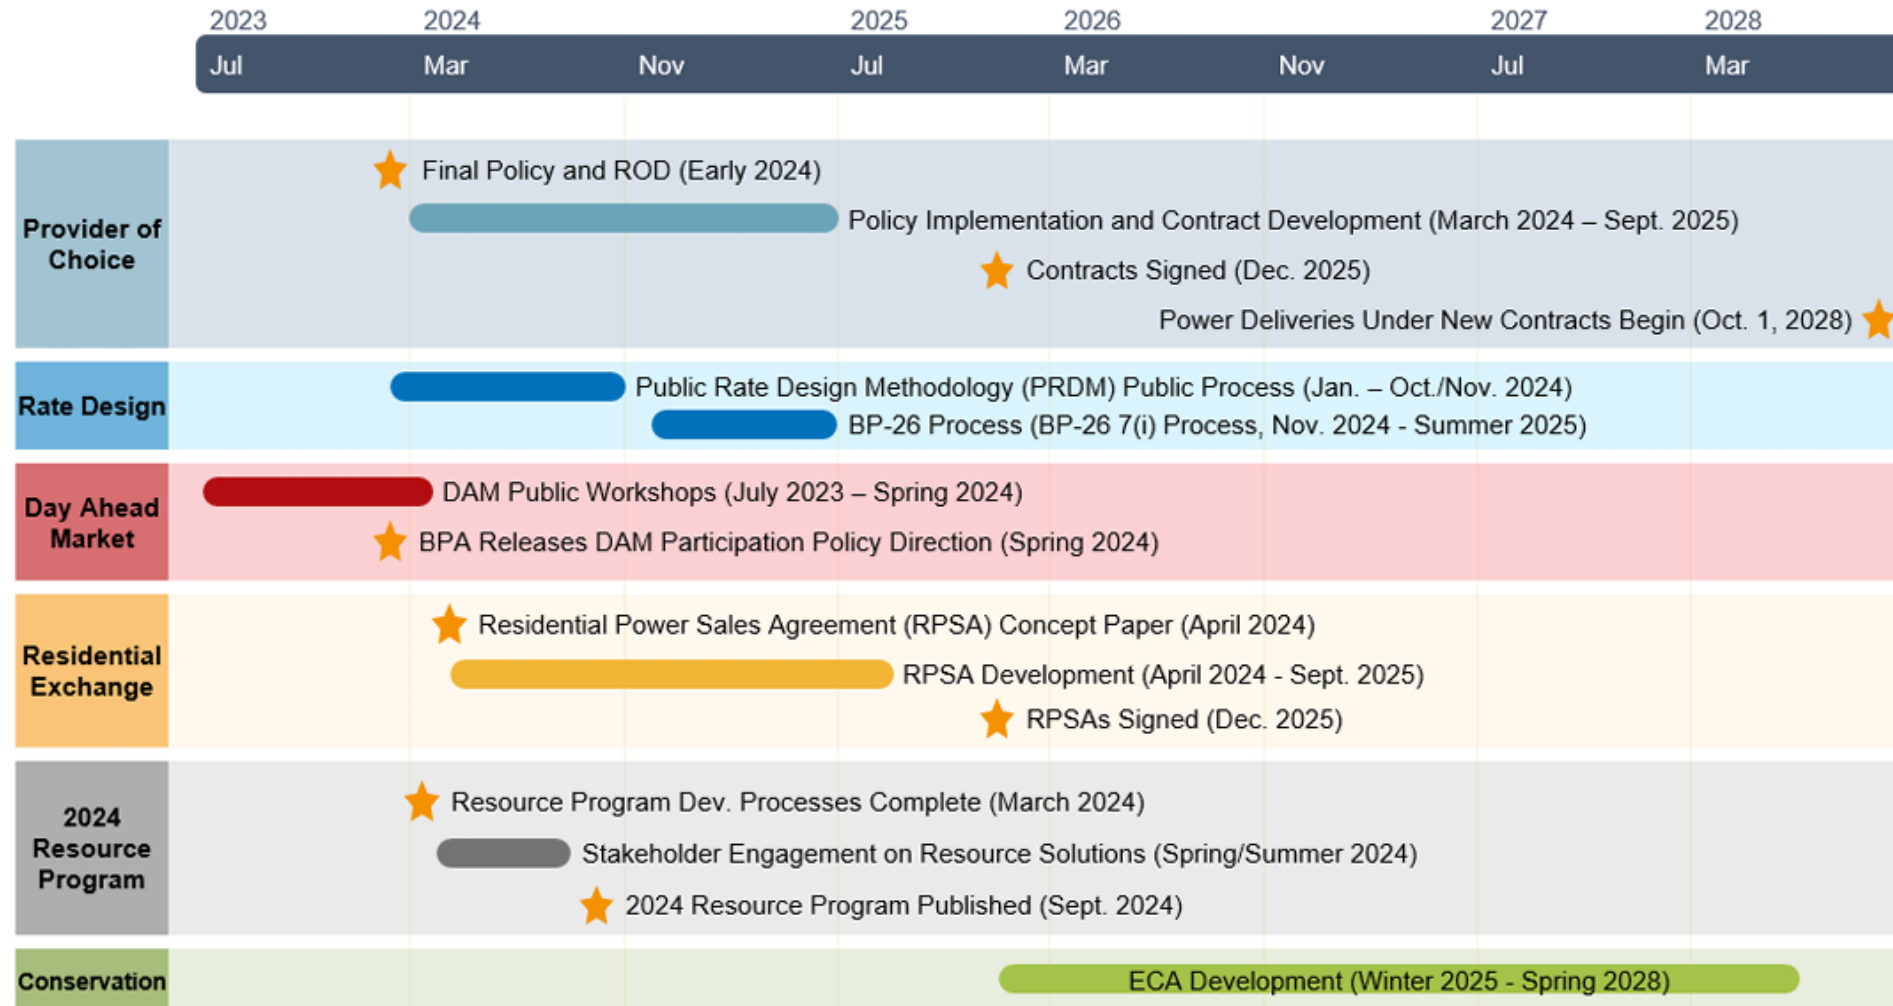 2023 2024 2025 2026 2027 2028
Jul Mar Nov Jul Mar Nov Jul Mar
Provider of
Choice
Final Policy and ROD (Early 2024)
Policy Implementation and Contract Development (March 2024 – Sept. 2025)
Contracts Signed (Dec. 2025)
Power Deliveries Under New Contracts Begin (Oct. 1, 2028)
Rate Design
Public Rate Design Methodology (PRDM) Public Process (Jan. – Oct./Nov. 2024)
BP-26 Process (BP-26 7(i) Process, Nov. 2024 - Summer 2025)
Day Ahead
Market
DAM Public Workshops (July 2023 – Spring 2024)
BPA Releases DAM Participation Policy Direction (Spring 2024)
Residential
Exchange
Residential Power Sales Agreement (RPSA) Concept Paper (April 2024)
RPSA Development (April 2024 - Sept. 2025)
RPSAs Signed (Dec. 2025)
2024
Resource
Program
Resource Program Dev. Processes Complete (March 2024)
Stakeholder Engagement on Resource Solutions (Spring/Summer 2024)
2024 Resource Program Published (Sept. 2024)
Conservation
ECA Development (Winter 2025 - Spring 2028)